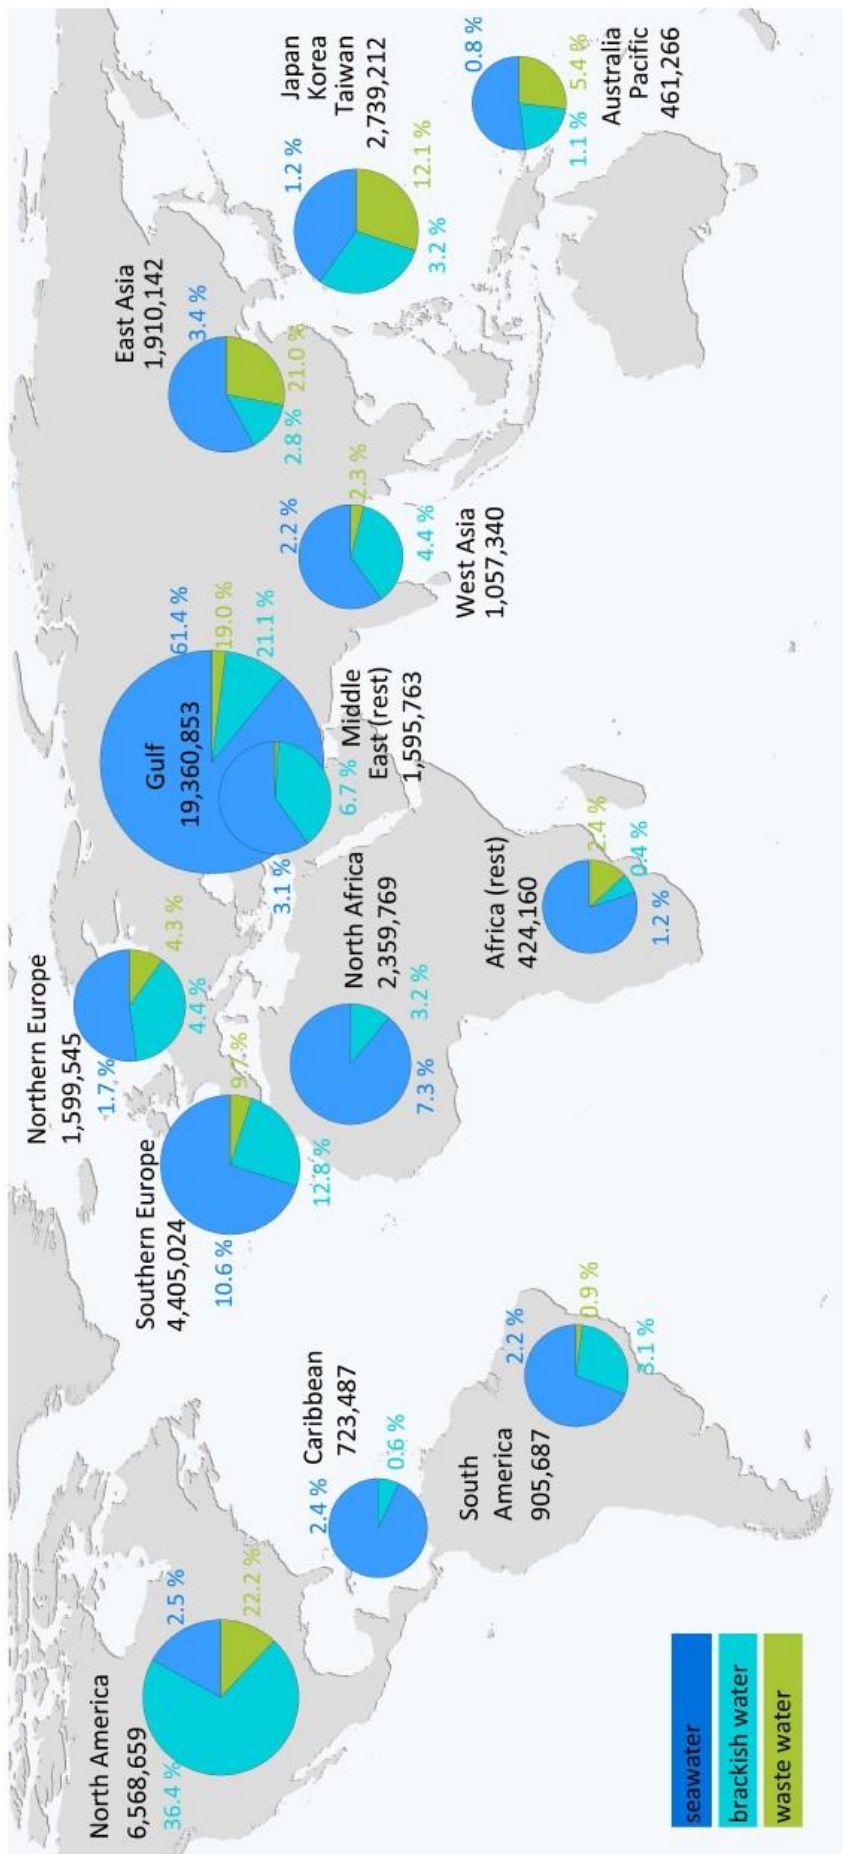 North America
6,568,659
36.4 %
2.5 %
22.2 %
Caribbean
723,487
2.4 %
0.6 %
South
America
905,687
2.2 %
0.9 %
3.1 %
Northern Europe
1,599,545
1.7 %
4.3 %
4.4 %
Southern Europe
4,405,024
10.6 %
9.7 %
12.8 %
North Africa
2,359,769
3.2 %
7.3 %
Africa (rest)
424,160
2.4 %
0.4 %
1.2 %
Gulf
19,360,853
61.4 %
19.0 %
21.1 %
Middle
East (rest)
1,595,763
3.1 %
6.7 %
West Asia
1,057,340
2.2 %
2.3 %
4.4 %
East Asia
1,910,142
3.4 %
21.0 %
2.8 %
Japan
Korea
Taiwan
2,739,212
1.2 %
12.1 %
3.2 %
Australia
Pacific
461,266
0.8 %
5.4 %
1.1 %
seawater
brackish water
waste water